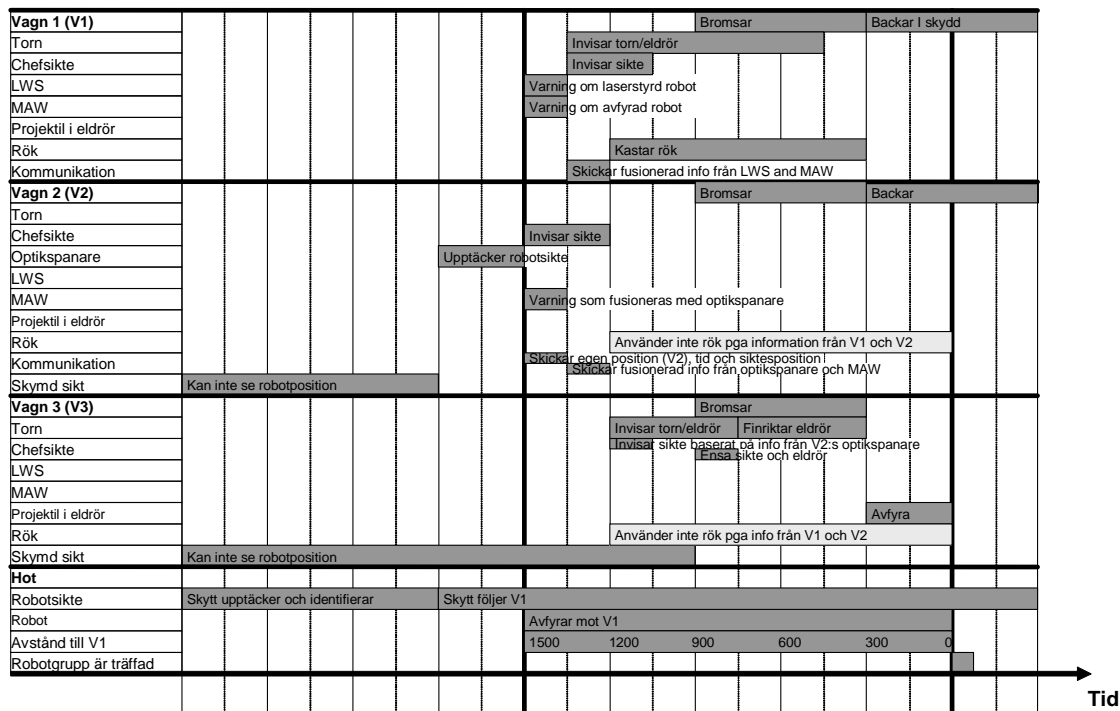 Vagn 1 (V1) Bromsar Backar I skydd
Torn Invisar torn/eldrör
Chefsikte Invisar sikte
LWS Varning om laserstyrd robot
MAW Varning om avfyrad robot
Projektil i eldrör
Rök Kastar rök
Kommunikation Skickar fusionerad info från LWS and MAW
Vagn 2 (V2) Bromsar Backar
Torn
Chefsikte Invisar sikte
Optikspanare Upptäcker robotsikte
LWS
MAW Varning som fusioneras med optikspanare
Projektil i eldrör
Rök Använder inte rök pga information från V1 och V2
Kommunikation Skickar egen position (V2), tid och siktesposition
Skickar fusionerad info från optikspanare och MAW
Skymd sikt Kan inte se robotposition
Vagn 3 (V3) Bromsar
Torn Invisar torn/eldrör Finriktar eldrör
Chefsikte Invisar sikte baserat på info från V2:s optikspanare
Ensa sikte och eldrör
LWS
MAW
Projektil i eldrör Avfyra
Rök Använder inte rök pga info från V1 och V2
Skymd sikt Kan inte se robotposition
Hot
Robotsikte Skytt upptäcker och identifierar Skytt följer V1
Robot Avfyrar mot V1
Avstånd till V1 1500 1200 900 600 300 0
Robotgrupp är träffad
Tid